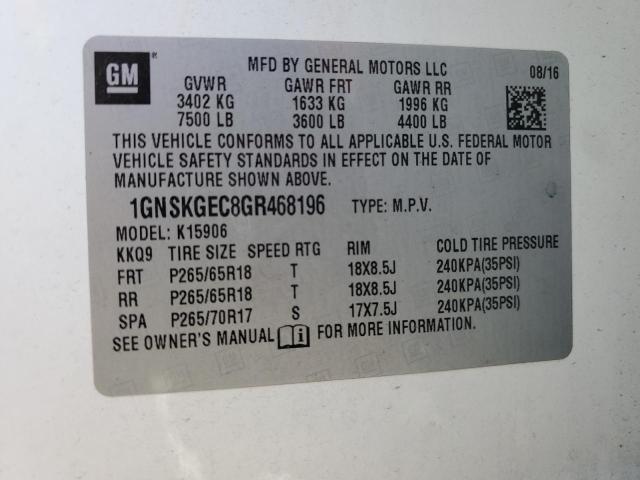 GM
MFD BY GENERAL MOTORS LLC 08/16
GVWR GAWR FRT GAWR RR
3402 KG 1633 KG 1996 KG
7500 LB 3600 LB 4400 LB
THIS VEHICLE CONFORMS TO ALL APPLICABLE U.S. FEDERAL MOTOR
VEHICLE SAFETY STANDARDS IN EFFECT ON THE DATE OF
MANUFACTURE SHOWN ABOVE.
1GNSKGEC8GR468196 TYPE: M.P.V.
MODEL: K15906
KKQ9 TIRE SIZE SPEED RTG RIM COLD TIRE PRESSURE
FRT P265/65R18 T 18X8.5J 240KPA(35PSI)
RR P265/65R18 T 18X8.5J 240KPA(35PSI)
SPA P265/70R17 S 17X7.5J 240KPA(35PSI)
SEE OWNER'S MANUAL FOR MORE INFORMATION.